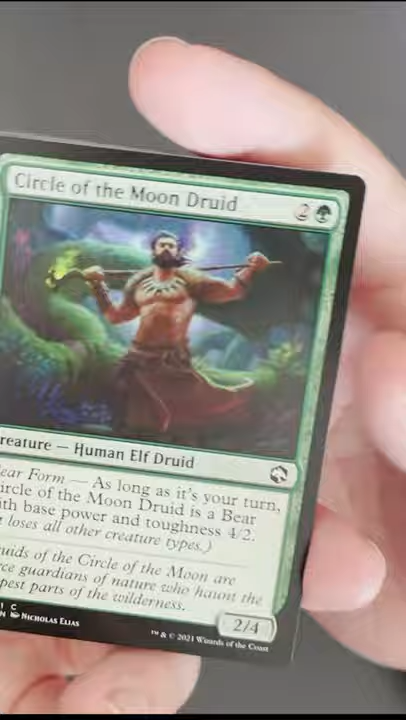 Circle of the Moon Druid 2
reature — Human Elf Druid
ear Form — As long as it's your turn,
ircle of the Moon Druid is a Bear
ith base power and toughness 4/2.
t loses all other creature types.)
uids of the Circle of the Moon are
rce guardians of nature who haunt the
pest parts of the wilderness.
2/4
I C
N Nicholas Elias
™ & © 2021 Wizards of the Coast